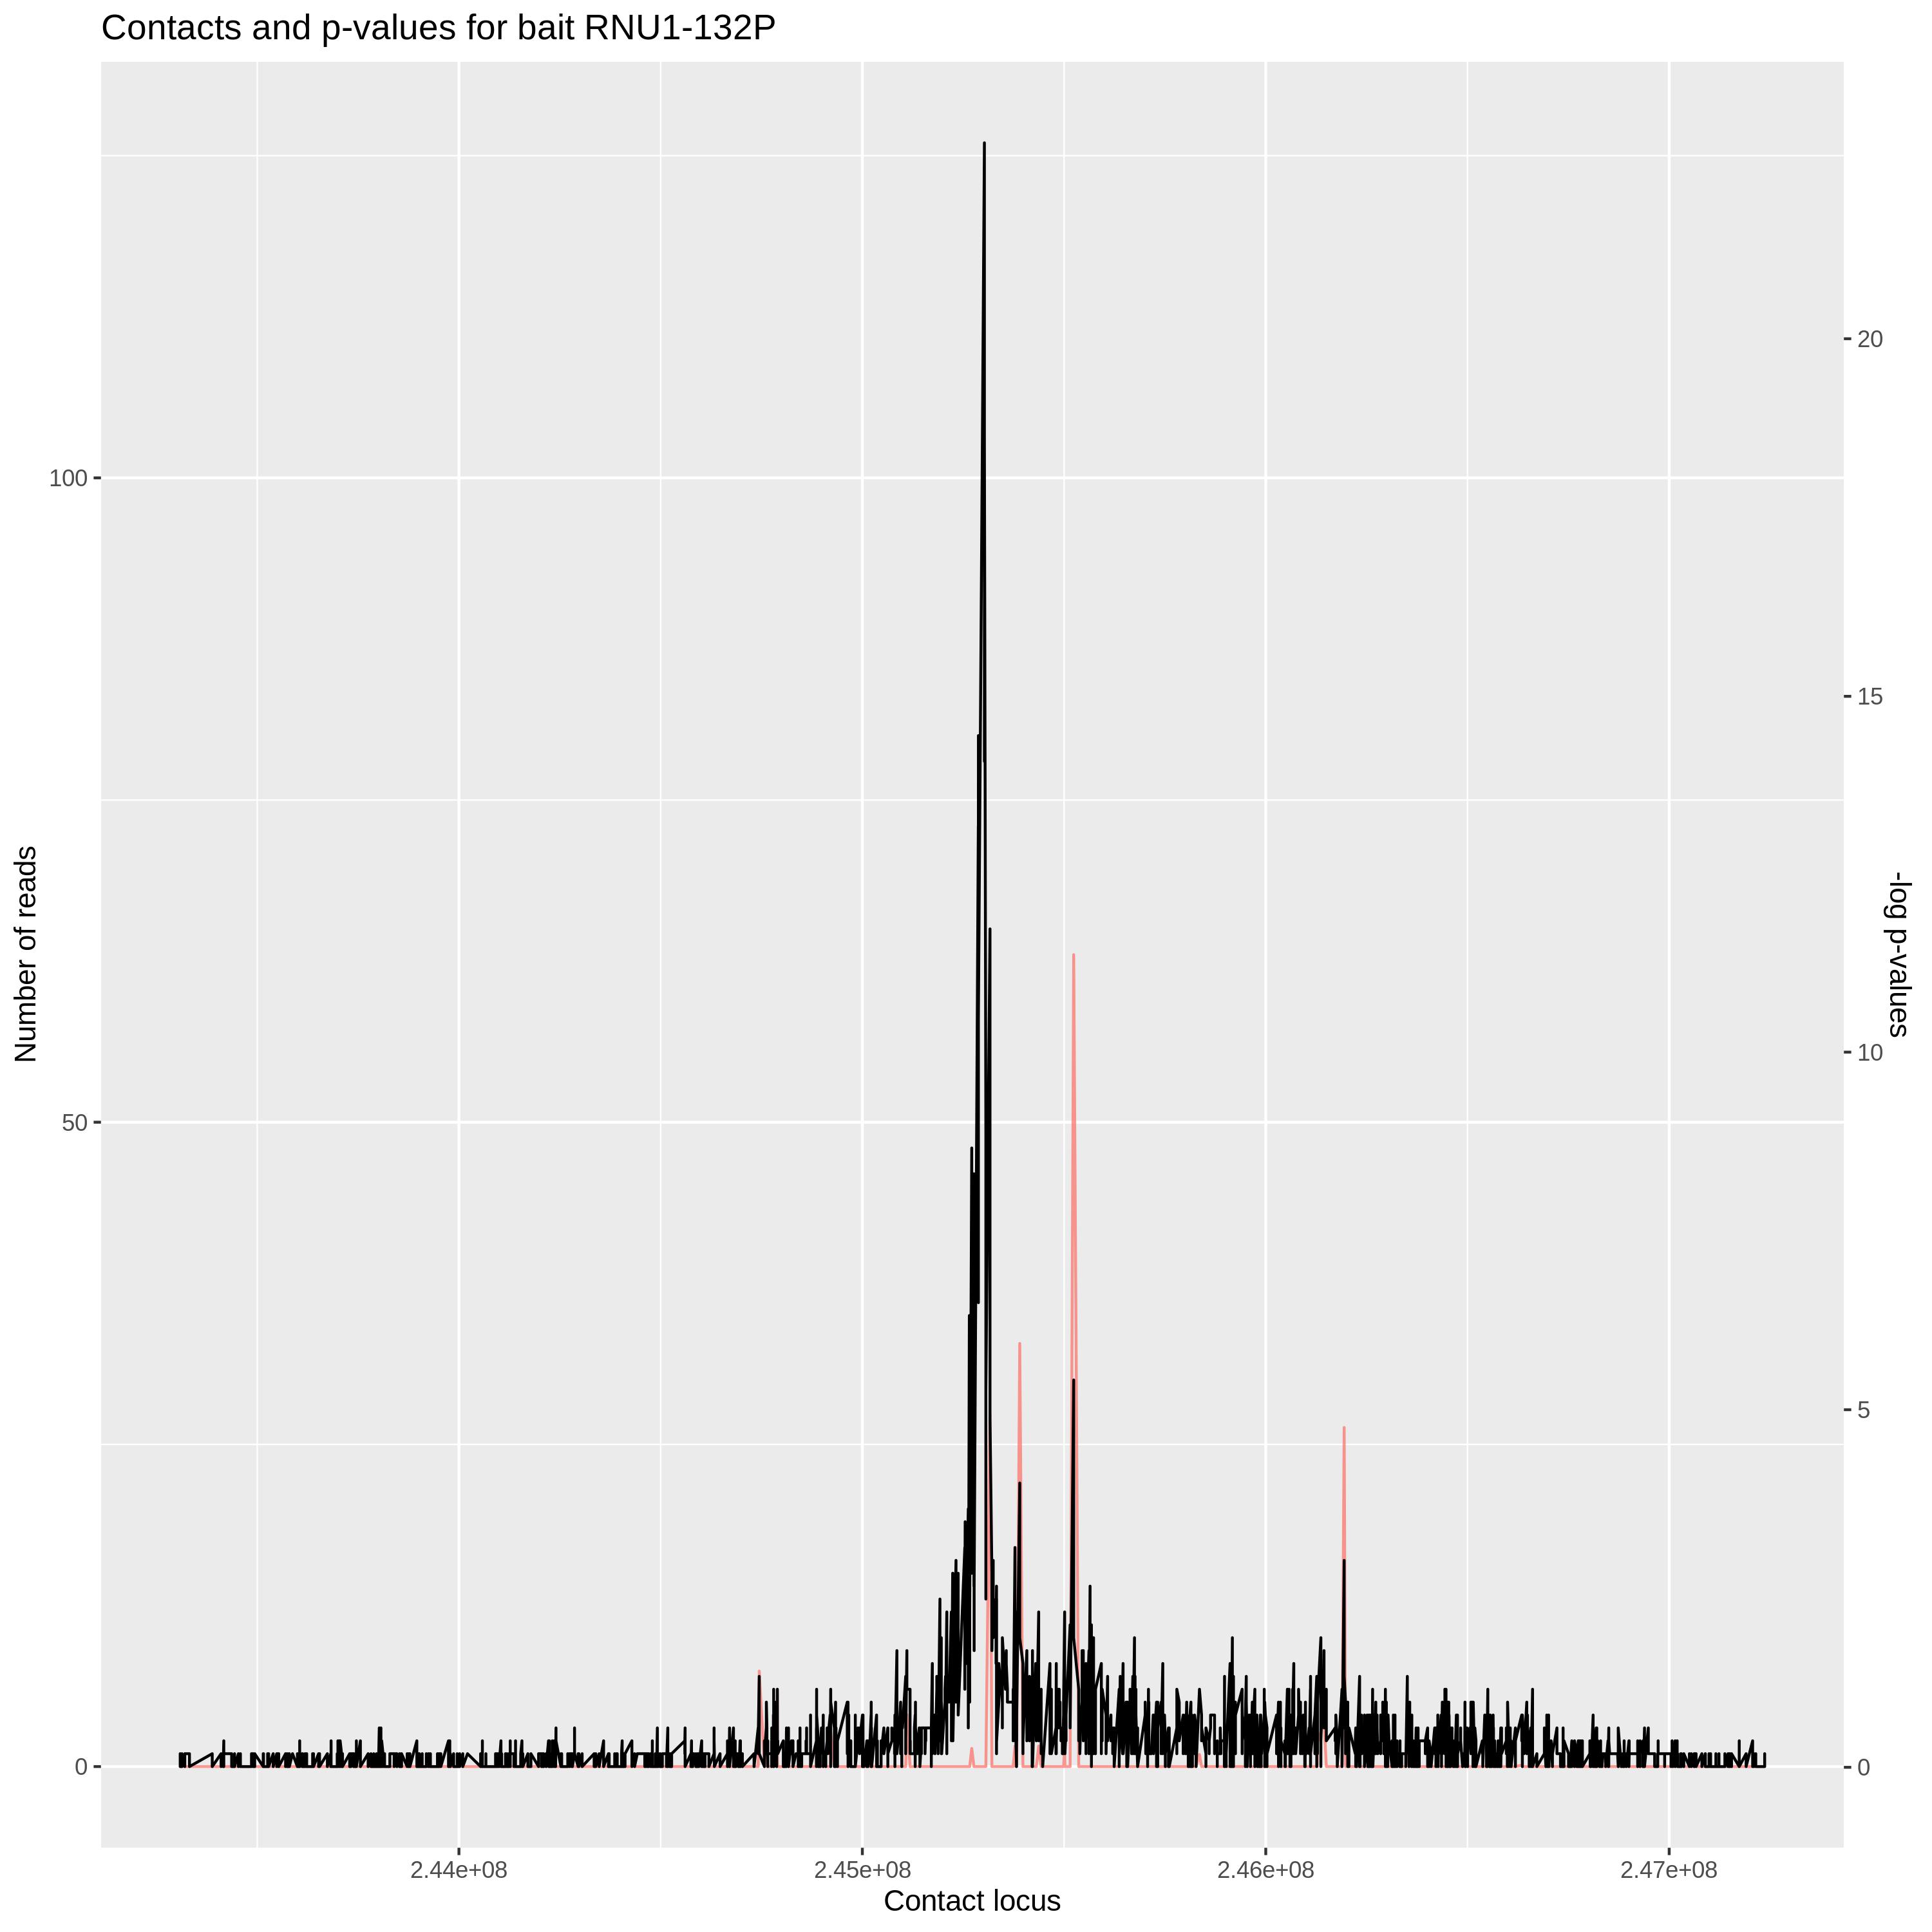 Contacts and p-values for bait RNU1-132P
Number of reads
100
50
0
20
15
10
5
0
-log p-values
2.44e+08
2.45e+08
2.46e+08
2.47e+08
Contact locus